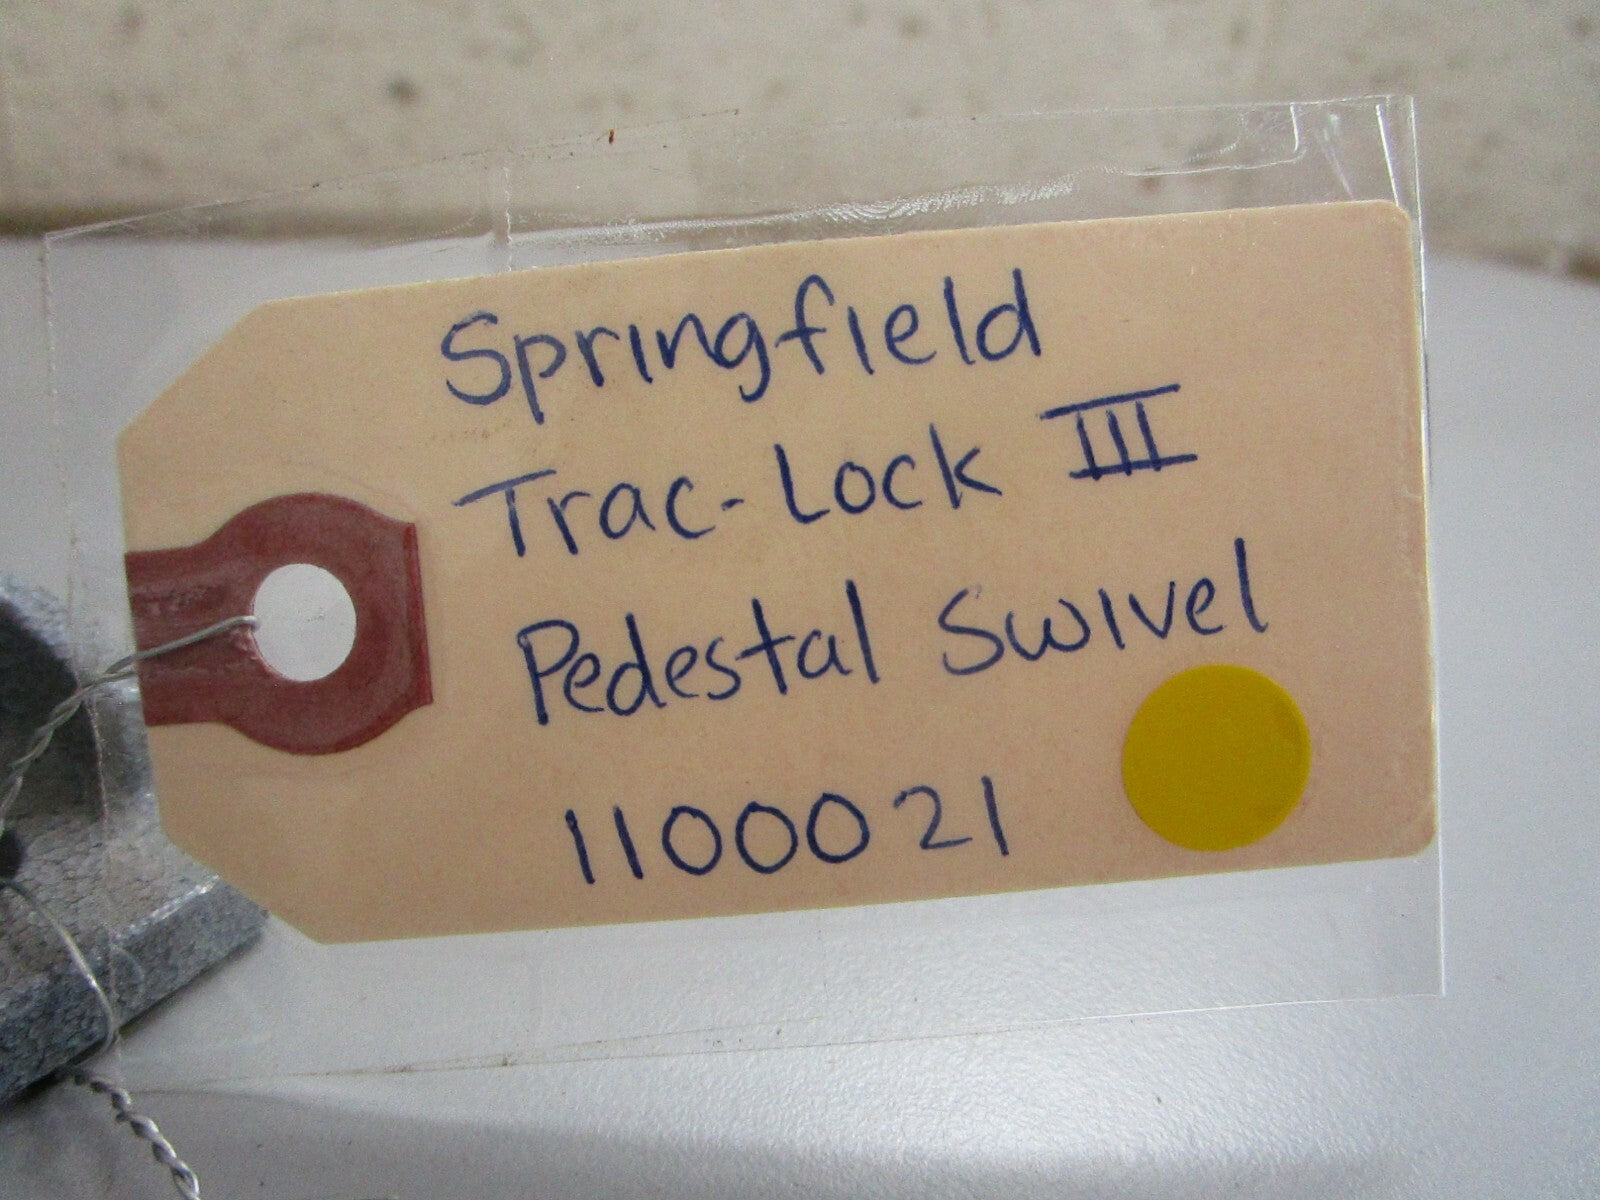 Springfield
Trac-Lock III
Pedestal Swivel
1100021